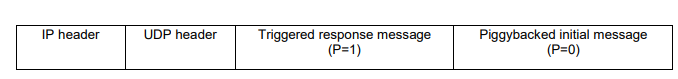 IP header
UDP header
Triggered response message
(P=1)
Piggybacked initial message
(P=0)